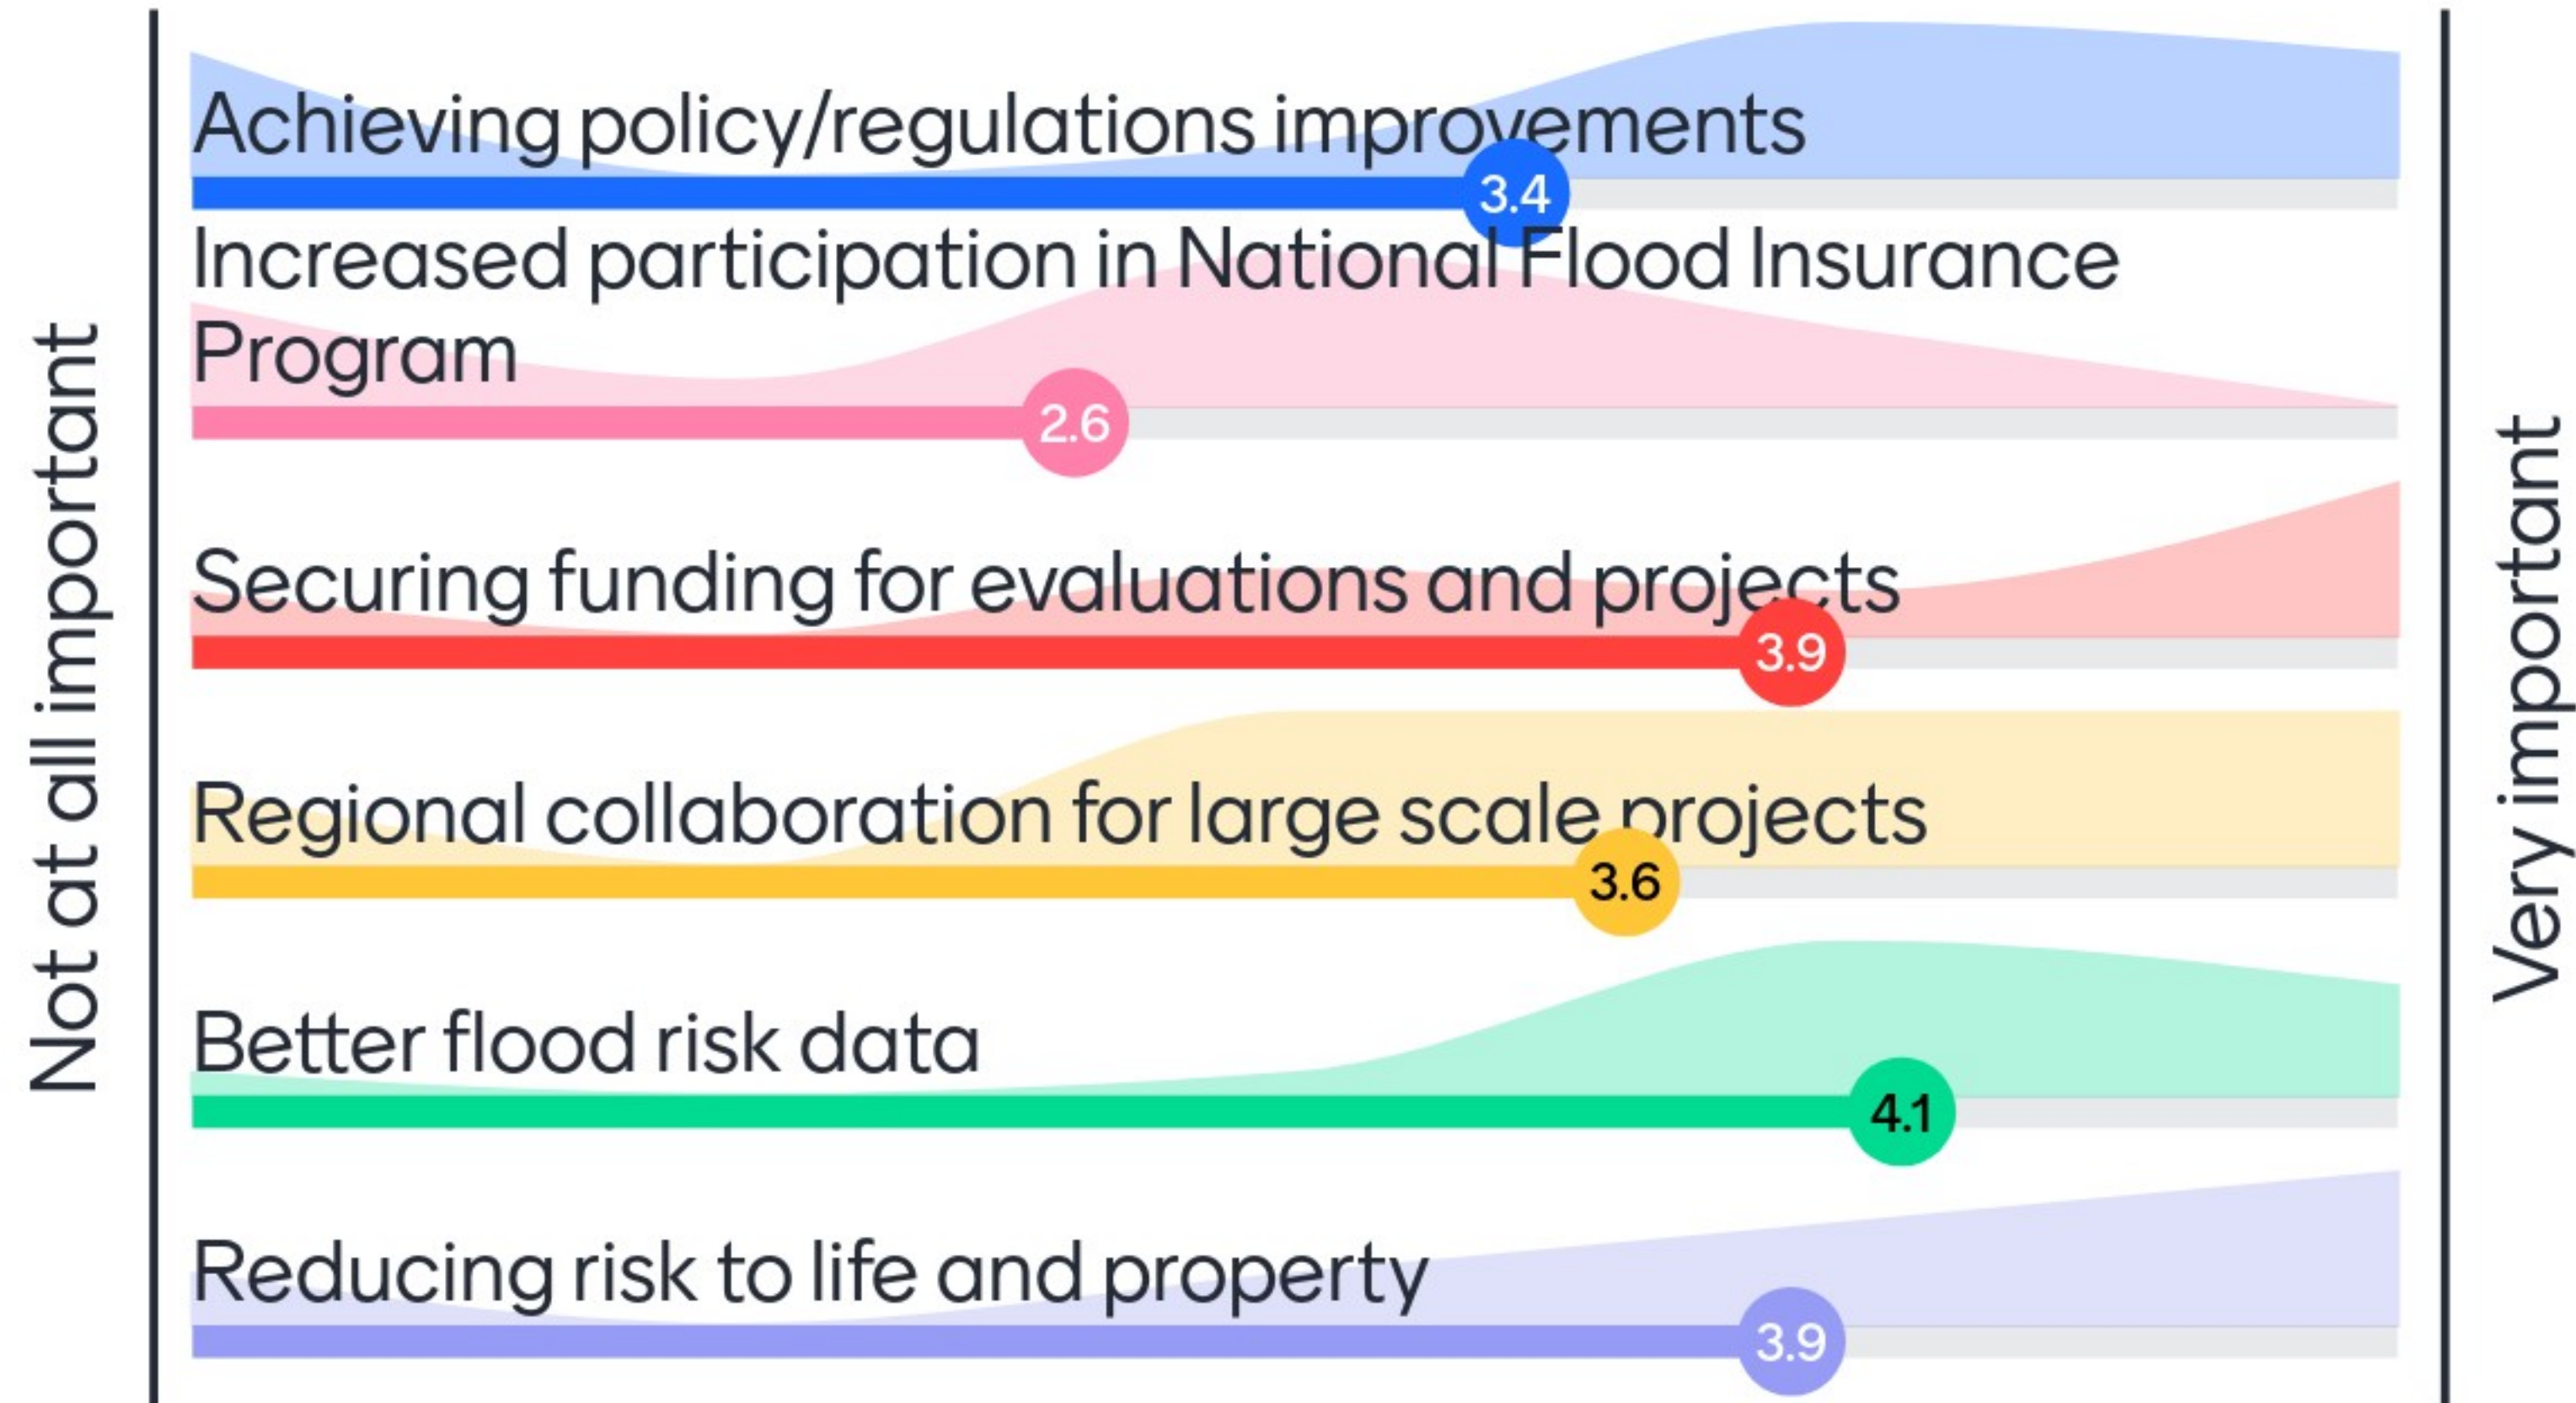 Not at all important
Achieving policy/regulations improvements
3.4
Increased participation in National Flood Insurance
Program
2.6
Securing funding for evaluations and projects
3.9
Regional collaboration for large scale projects
3.6
Better flood risk data
4.1
Reducing risk to life and property
3.9
Very important